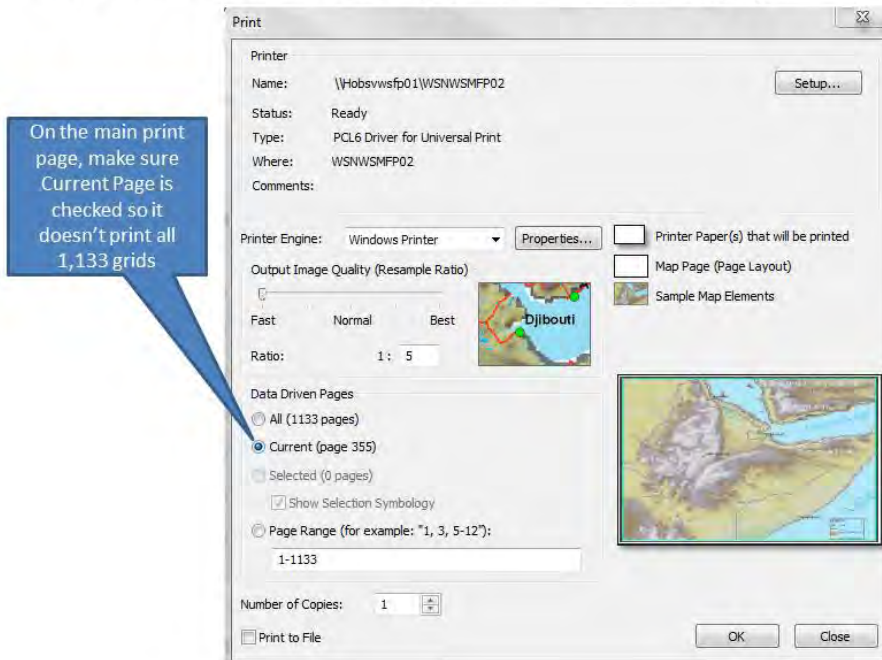 Print
Printer
Name: \\Hobsvwsfp01\WSNWSMFP02
Setup...
Status: Ready
Type: PCL6 Driver for Universal Print
Where: WSNWSMFP02
Comments:
On the main print
page, make sure
Current Page is
checked so it
doesn't print all
1,133 grids
Printer Engine: Windows Printer Properties...
Printer Paper(s) that will be printed
Map Page (Page Layout)
Sample Map Elements
Output Image Quality (Resample Ratio)
Fast Normal Best
Djibouti
Ratio: 1: 5
Data Driven Pages
All (1133 pages)
Current (page 355)
Selected (0 pages)
Show Selection Symbology
Page Range (for example: "1, 3, 5-12"):
1-1133
Number of Copies: 1
Print to File
OK Close